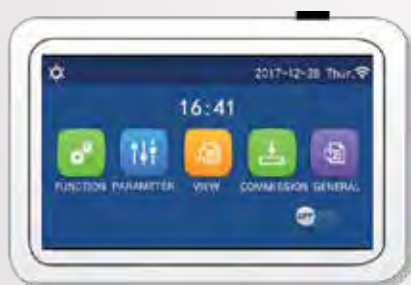 2017-12-28 Thur.
16:41
FUNCTION PARAMETER VIEW COMMISSION GENERAL
OFF